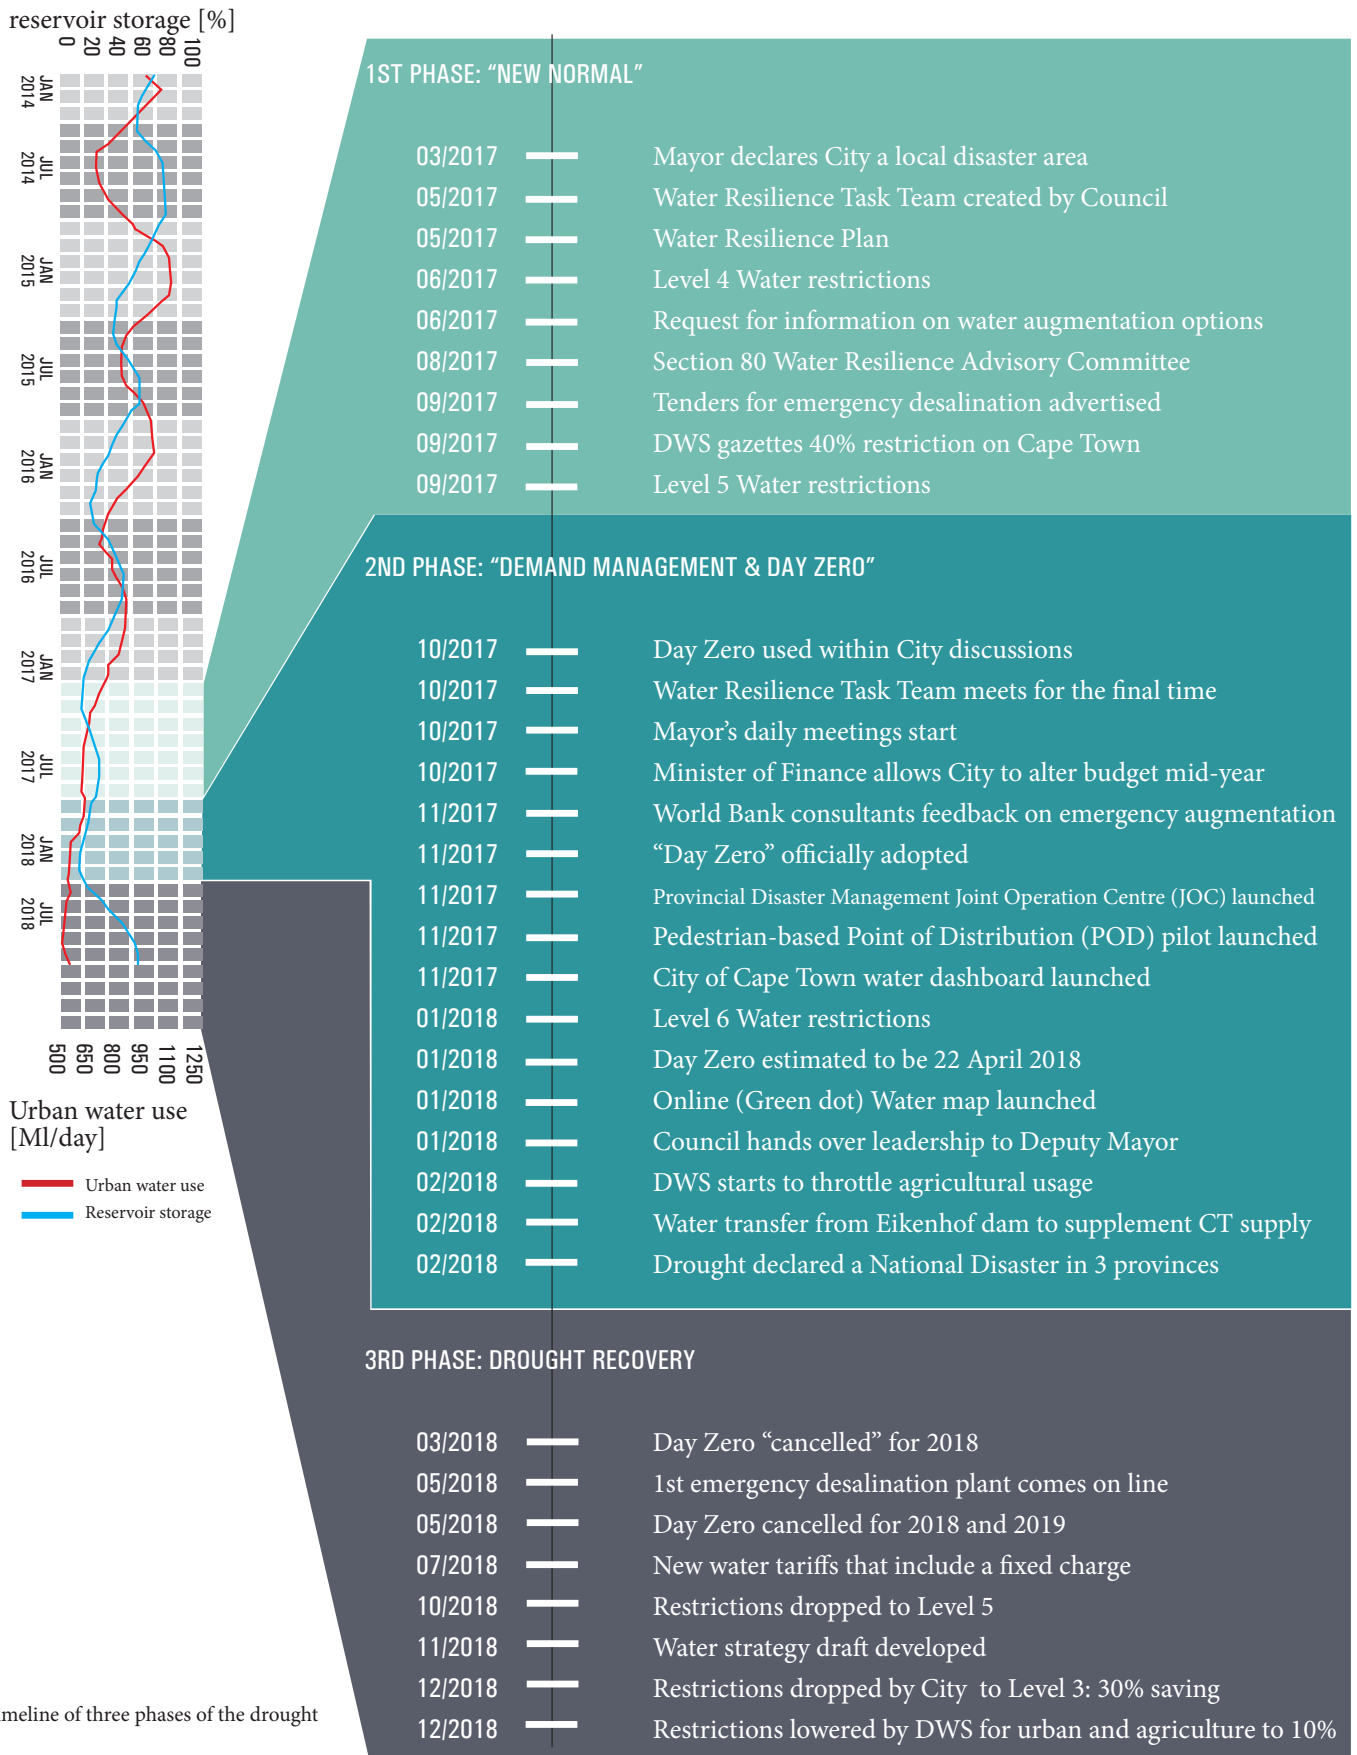 reservoir storage [%]
0 20 40 60 80 100
JAN 2014
JUL 2014
JAN 2015
JUL 2015
JAN 2016
JUL 2016
JAN 2017
JUL 2017
JAN 2018
JUL 2018
500 650 800 950 1100 1250
Urban water use
[Ml/day]
Urban water use
Reservoir storage
1ST PHASE: “NEW NORMAL”
03/2017 Mayor declares City a local disaster area
05/2017 Water Resilience Task Team created by Council
05/2017 Water Resilience Plan
06/2017 Level 4 Water restrictions
06/2017 Request for information on water augmentation options
08/2017 Section 80 Water Resilience Advisory Committee
09/2017 Tenders for emergency desalination advertised
09/2017 DWS gazettes 40% restriction on Cape Town
09/2017 Level 5 Water restrictions
2ND PHASE: “DEMAND MANAGEMENT & DAY ZERO”
10/2017 Day Zero used within City discussions
10/2017 Water Resilience Task Team meets for the final time
10/2017 Mayor’s daily meetings start
10/2017 Minister of Finance allows City to alter budget mid-year
11/2017 World Bank consultants feedback on emergency augmentation
11/2017 “Day Zero” officially adopted
11/2017 Provincial Disaster Management Joint Operation Centre (JOC) launched
11/2017 Pedestrian-based Point of Distribution (POD) pilot launched
11/2017 City of Cape Town water dashboard launched
01/2018 Level 6 Water restrictions
01/2018 Day Zero estimated to be 22 April 2018
01/2018 Online (Green dot) Water map launched
01/2018 Council hands over leadership to Deputy Mayor
02/2018 DWS starts to throttle agricultural usage
02/2018 Water transfer from Eikenhof dam to supplement CT supply
02/2018 Drought declared a National Disaster in 3 provinces
3RD PHASE: DROUGHT RECOVERY
03/2018 Day Zero “cancelled” for 2018
05/2018 1st emergency desalination plant comes on line
05/2018 Day Zero cancelled for 2018 and 2019
07/2018 New water tariffs that include a fixed charge
10/2018 Restrictions dropped to Level 5
11/2018 Water strategy draft developed
12/2018 Restrictions dropped by City to Level 3: 30% saving
12/2018 Restrictions lowered by DWS for urban and agriculture to 10%
meline of three phases of the drought